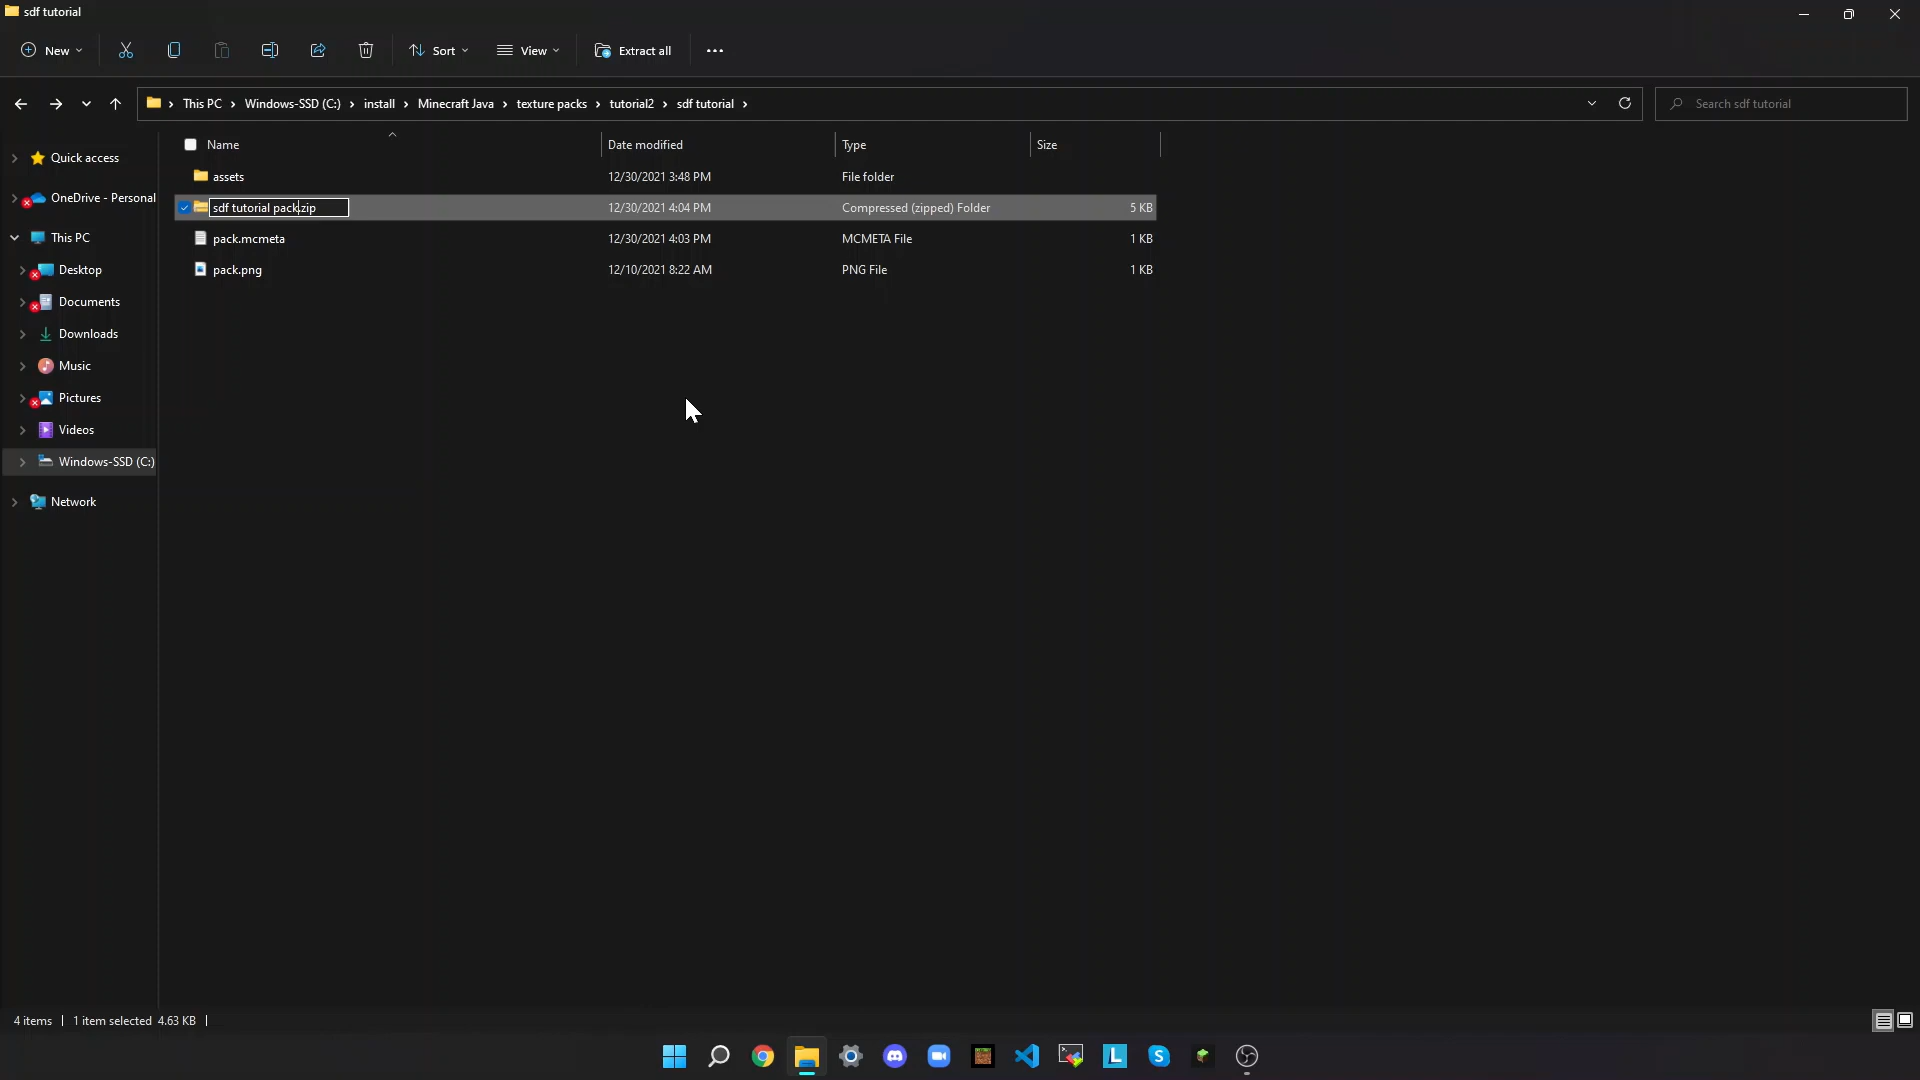 sdf tutorial
New
Sort
View
Extract all
This PC
Windows-SSD (C:)
install
Minecraft Java
texture packs
tutorial2
sdf tutorial
Search sdf tutorial
Name
Date modified
Type
Size
assets
12/30/2021 3:48 PM
File folder
sdf tutorial pack.zip
12/30/2021 4:04 PM
Compressed (zipped) Folder
5 KB
pack.mcmeta
12/30/2021 4:03 PM
MCMETA File
1 KB
pack.png
12/10/2021 8:22 AM
PNG File
1 KB
Quick access
OneDrive - Personal
This PC
Desktop
Documents
Downloads
Music
Pictures
Videos
Windows-SSD (C:)
Network
4 items
1 item selected 4.63 KB
L
S